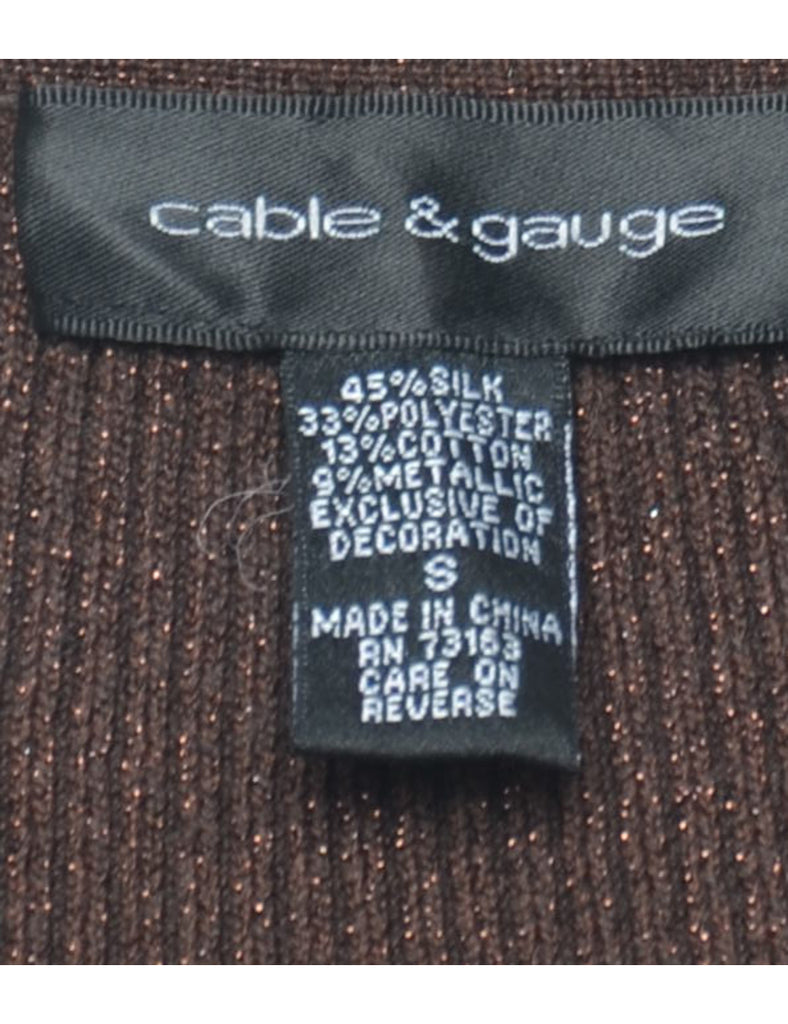 cable & gauge
45% SILK
33% POLYESTER
13% COTTON
9% METALLIC
EXCLUSIVE OF
DECORATION
S
MADE IN CHINA
RN 73163
CARE ON
REVERSE